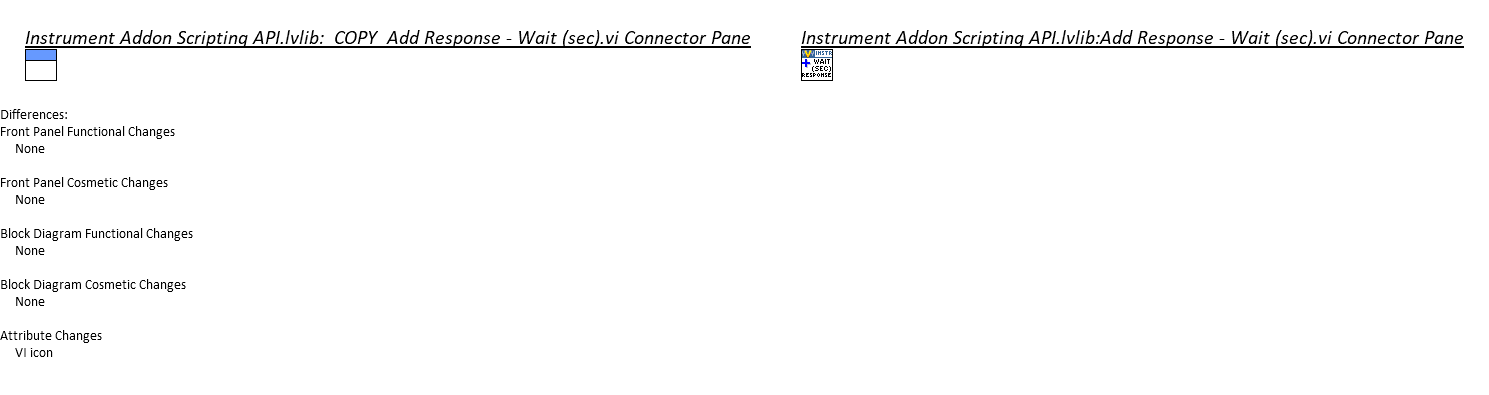 Instrument Addon Scripting API.lvlib:_COPY_Add Response - Wait (sec).vi Connector Pane
Instrument Addon Scripting API.lvlib:Add Response - Wait (sec).vi Connector Pane
INSTR
WAIT
(SEC)
RESPONSE
Differences:
Front Panel Functional Changes
None
Front Panel Cosmetic Changes
None
Block Diagram Functional Changes
None
Block Diagram Cosmetic Changes
None
Attribute Changes
VI icon